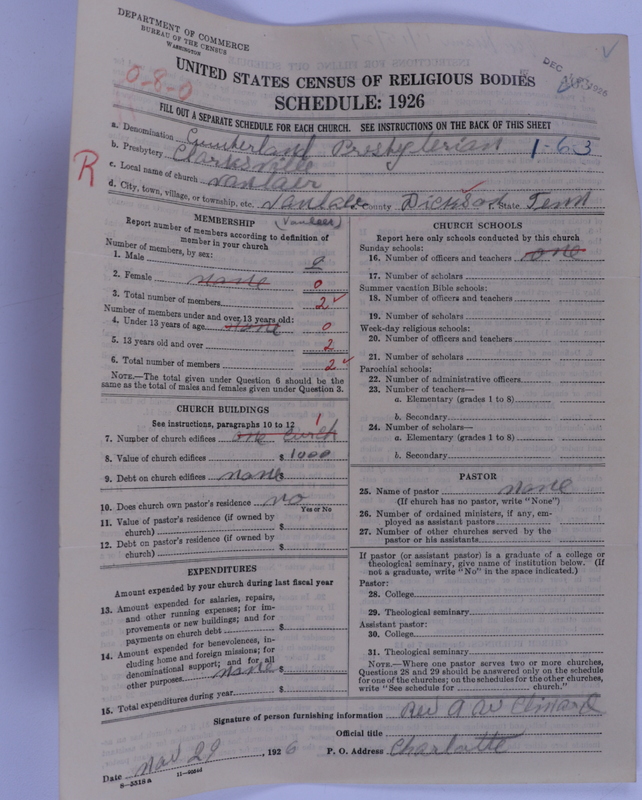 DEPARTMENT OF COMMERCE
BUREAU OF THE CENSUS
WASHINGTON
0-8-0
DEC 1926
UNITED STATES CENSUS OF RELIGIOUS BODIES
SCHEDULE: 1926
FILL OUT A SEPARATE SCHEDULE FOR EACH CHURCH. SEE INSTRUCTIONS ON THE BACK OF THIS SHEET
R
a. Denomination Cumberland Presbyterian 1-63
b. Presbytery Clarksville
c. Local name of church Vanlair
d. City, town, village, or township, etc. County Dickson State Tenn
(Vanleer)
MEMBERSHIP
Report number of members according to definition of member in your church
Number of members, by sex:
1. Male 2
2. Female none 0
3. Total number of members 2
Number of members under and over 13 years old:
4. Under 13 years of age none 0
5. 13 years old and over 2
6. Total number of members 2
NOTE.—The total given under Question 6 should be the
same as the total of males and females given under Question 3.
CHURCH BUILDINGS
See instructions, paragraphs 10 to 12
7. Number of church edifices one 1
8. Value of church edifices $ 1000
9. Debt on church edifices none $
10. Does church own pastor's residence no
Yes or No
11. Value of pastor's residence (if owned by
church) $
12. Debt on pastor's residence (if owned by
church) $
EXPENDITURES
Amount expended by your church during last fiscal year
13. Amount expended for salaries, repairs,
and other running expenses; for im-
provements or new buildings; and for
payments on church debt $
14. Amount expended for benevolences, in-
cluding home and foreign missions; for
denominational support; and for all
other purposes none $
15. Total expenditures during year $
CHURCH SCHOOLS
Report here only schools conducted by this church
Sunday schools:
16. Number of officers and teachers one
17. Number of scholars
Summer vacation Bible schools:
18. Number of officers and teachers
19. Number of scholars
Week-day religious schools:
20. Number of officers and teachers
21. Number of scholars
Parochial schools:
22. Number of administrative officers
23. Number of teachers—
a. Elementary (grades 1 to 8)
b. Secondary
24. Number of scholars—
a. Elementary (grades 1 to 8)
b. Secondary
PASTOR
25. Name of pastor none
(If church has no pastor, write "None")
26. Number of ordained ministers, if any, em-
ployed as assistant pastors
27. Number of other churches served by the
pastor or his assistants
If pastor (or assistant pastor) is a graduate of a college or
theological seminary, give name of institution below. (If
not a graduate, write "No" in the space indicated.)
Pastor:
28. College
29. Theological seminary
Assistant pastor:
30. College
31. Theological seminary
NOTE.—Where one pastor serves two or more churches,
Questions 28 and 29 should be answered only on the schedule
for one of the churches; on the schedules for the other churches,
write "See schedule for church."
Signature of person furnishing information Rev A W
Official title
Date Nov 29, 1926 P. O. Address Charlotte
8-5518a 11-40644